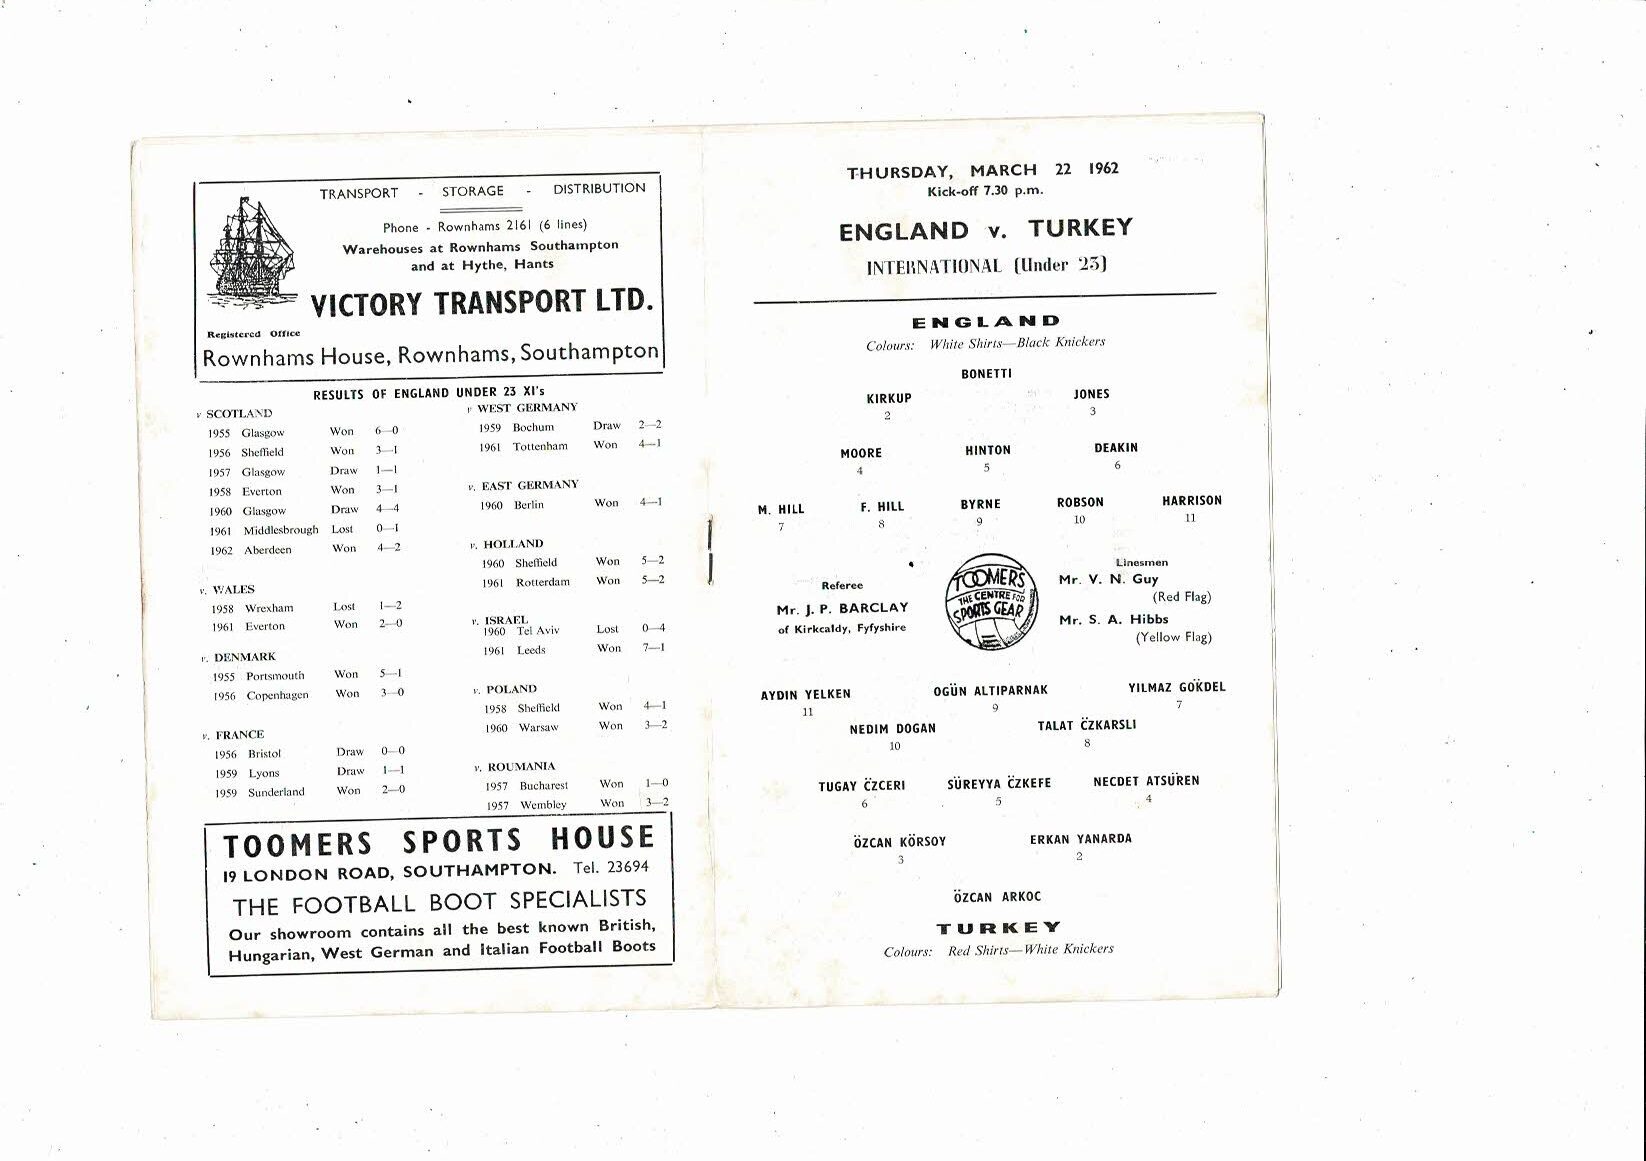 TRANSPORT - STORAGE - DISTRIBUTION
Phone - Rownhams 2161 (6 lines)
Warehouses at Rownhams Southampton
and at Hythe, Hants
VICTORY TRANSPORT LTD.
Registered Office
Rownhams House, Rownhams, Southampton
RESULTS OF ENGLAND UNDER 23 XI's
v SCOTLAND
1955 Glasgow Won 6—0
1956 Sheffield Won 3—1
1957 Glasgow Draw 1—1
1958 Everton Won 3—1
1960 Glasgow Draw 4—4
1961 Middlesbrough Lost 0—1
1962 Aberdeen Won 4—2
v. WALES
1958 Wrexham Lost 1—2
1961 Everton Won 2—0
v. DENMARK
1955 Portsmouth Won 5—1
1956 Copenhagen Won 3—0
v. FRANCE
1956 Bristol Draw 0—0
1959 Lyons Draw 1—1
1959 Sunderland Won 2—0
v WEST GERMANY
1959 Bochum Draw 2—2
1961 Tottenham Won 4—1
v. EAST GERMANY
1960 Berlin Won 4—1
v. HOLLAND
1960 Sheffield Won 5—2
1961 Rotterdam Won 5—2
v. ISRAEL
1960 Tel Aviv Lost 0—4
1961 Leeds Won 7—1
v. POLAND
1958 Sheffield Won 4—1
1960 Warsaw Won 3—2
v. ROUMANIA
1957 Bucharest Won 1—0
1957 Wembley Won 3—2
TOOMERS SPORTS HOUSE
19 LONDON ROAD, SOUTHAMPTON. Tel. 23694
THE FOOTBALL BOOT SPECIALISTS
Our showroom contains all the best known British,
Hungarian, West German and Italian Football Boots
THURSDAY, MARCH 22 1962
Kick-off 7.30 p.m.
ENGLAND v. TURKEY
INTERNATIONAL (Under 23)
ENGLAND
Colours: White Shirts—Black Knickers
BONETTI
KIRKUP JONES
2 3
MOORE HINTON DEAKIN
4 5 6
M. HILL F. HILL BYRNE ROBSON HARRISON
7 8 9 10 11
Referee
Mr. J. P. BARCLAY
of Kirkcaldy, Fyfyshire
TOOMERS
THE CENTRE FOR
SPORTS GEAR
Linesmen
Mr. V. N. Guy
(Red Flag)
Mr. S. A. Hibbs
(Yellow Flag)
AYDIN YELKEN OGÜN ALTIPARNAK YILMAZ GÖKDEL
11 9 7
NEDIM DOGAN TALAT ČZKARSLI
10 8
TUGAY ČZCERI SÜREYYA ČZKEFE NECDET ATSÜREN
6 5 4
ÖZCAN KÖRSOY ERKAN YANARDA
3 2
ÖZCAN ARKOC
TURKEY
Colours: Red Shirts—White Knickers